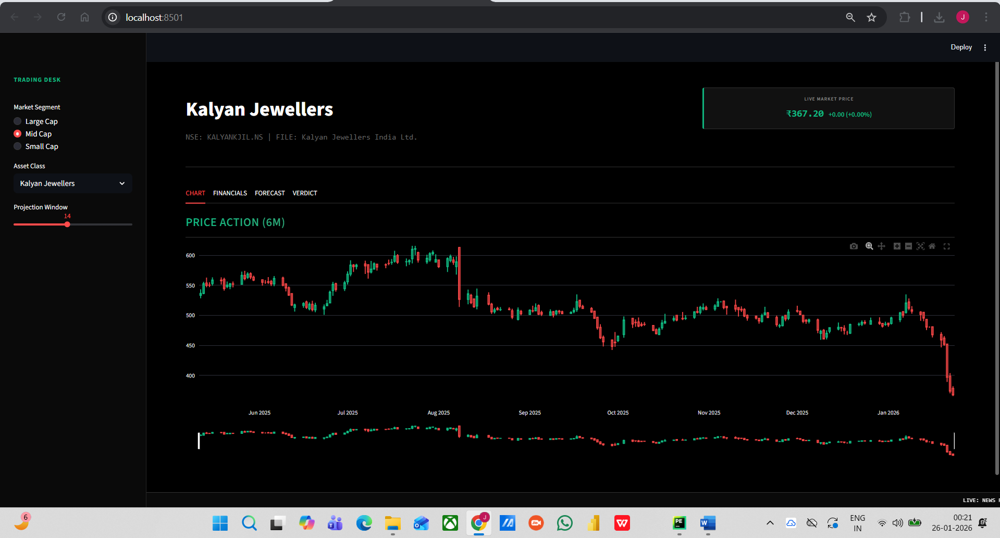 localhost:8501
J
Deploy
TRADING DESK
Market Segment
Large Cap
Mid Cap
Small Cap
Asset Class
Kalyan Jewellers
Projection Window
14
Kalyan Jewellers
NSE: KALYANKJIL.NS | FILE: Kalyan Jewellers India Ltd.
LIVE MARKET PRICE
₹367.20 +0.00 (+0.00%)
CHART FINANCIALS FORECAST VERDICT
PRICE ACTION (6M)
600
550
500
450
400
Jun 2025 Jul 2025 Aug 2025 Sep 2025 Oct 2025 Nov 2025 Dec 2025 Jan 2026
LIVE: NEWS
6
J
Jio
PE
W
ENG
IN
00:21
26-01-2026